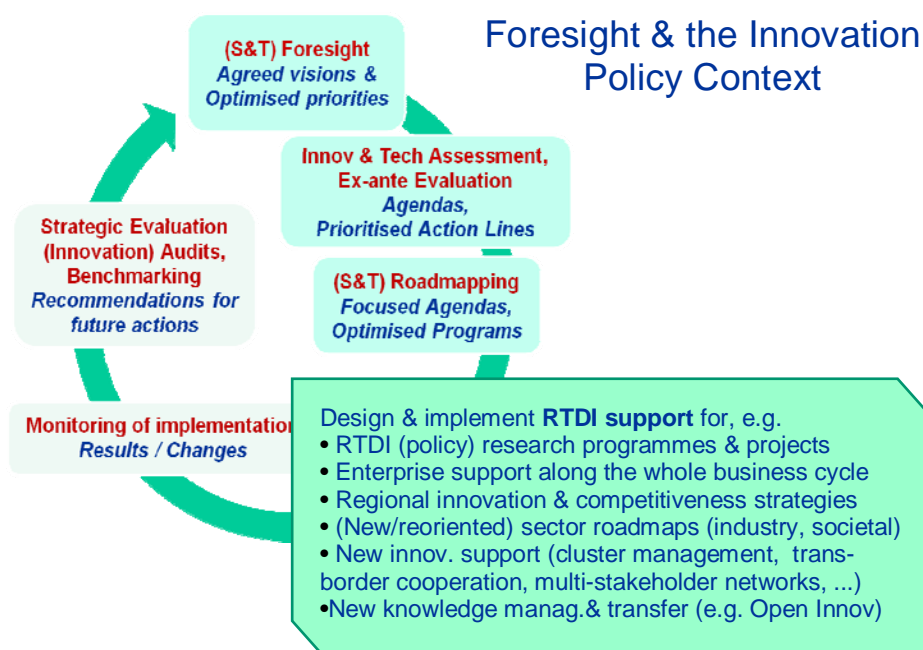 Foresight & the Innovation
Policy Context
(S&T) Foresight
Agreed visions &
Optimised priorities
Innov & Tech Assessment,
Ex-ante Evaluation
Agendas,
Prioritised Action Lines
(S&T) Roadmapping
Focused Agendas,
Optimised Programs
Design & implement RTDI support for, e.g.
• RTDI (policy) research programmes & projects
• Enterprise support along the whole business cycle
• Regional innovation & competitiveness strategies
• (New/reoriented) sector roadmaps (industry, societal)
• New innov. support (cluster management, trans-
border cooperation, multi-stakeholder networks, ...)
•New knowledge manag.& transfer (e.g. Open Innov)
Monitoring of implementation
Results / Changes
Strategic Evaluation
(Innovation) Audits,
Benchmarking
Recommendations for
future actions